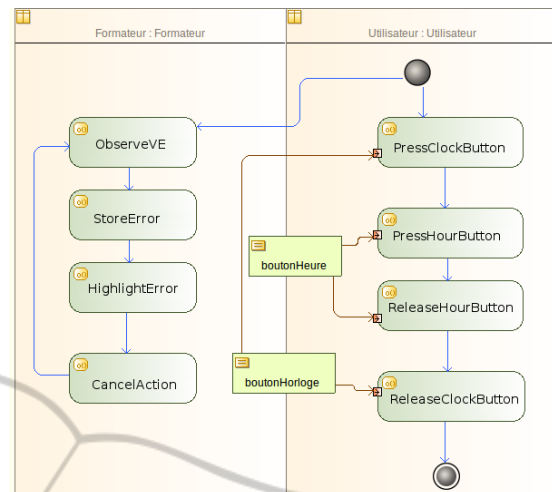 Formateur : Formateur
Utilisateur : Utilisateur
ObserveVE
StoreError
HighlightError
CancelAction
PressClockButton
PressHourButton
ReleaseHourButton
ReleaseClockButton
boutonHeure
boutonHorloge